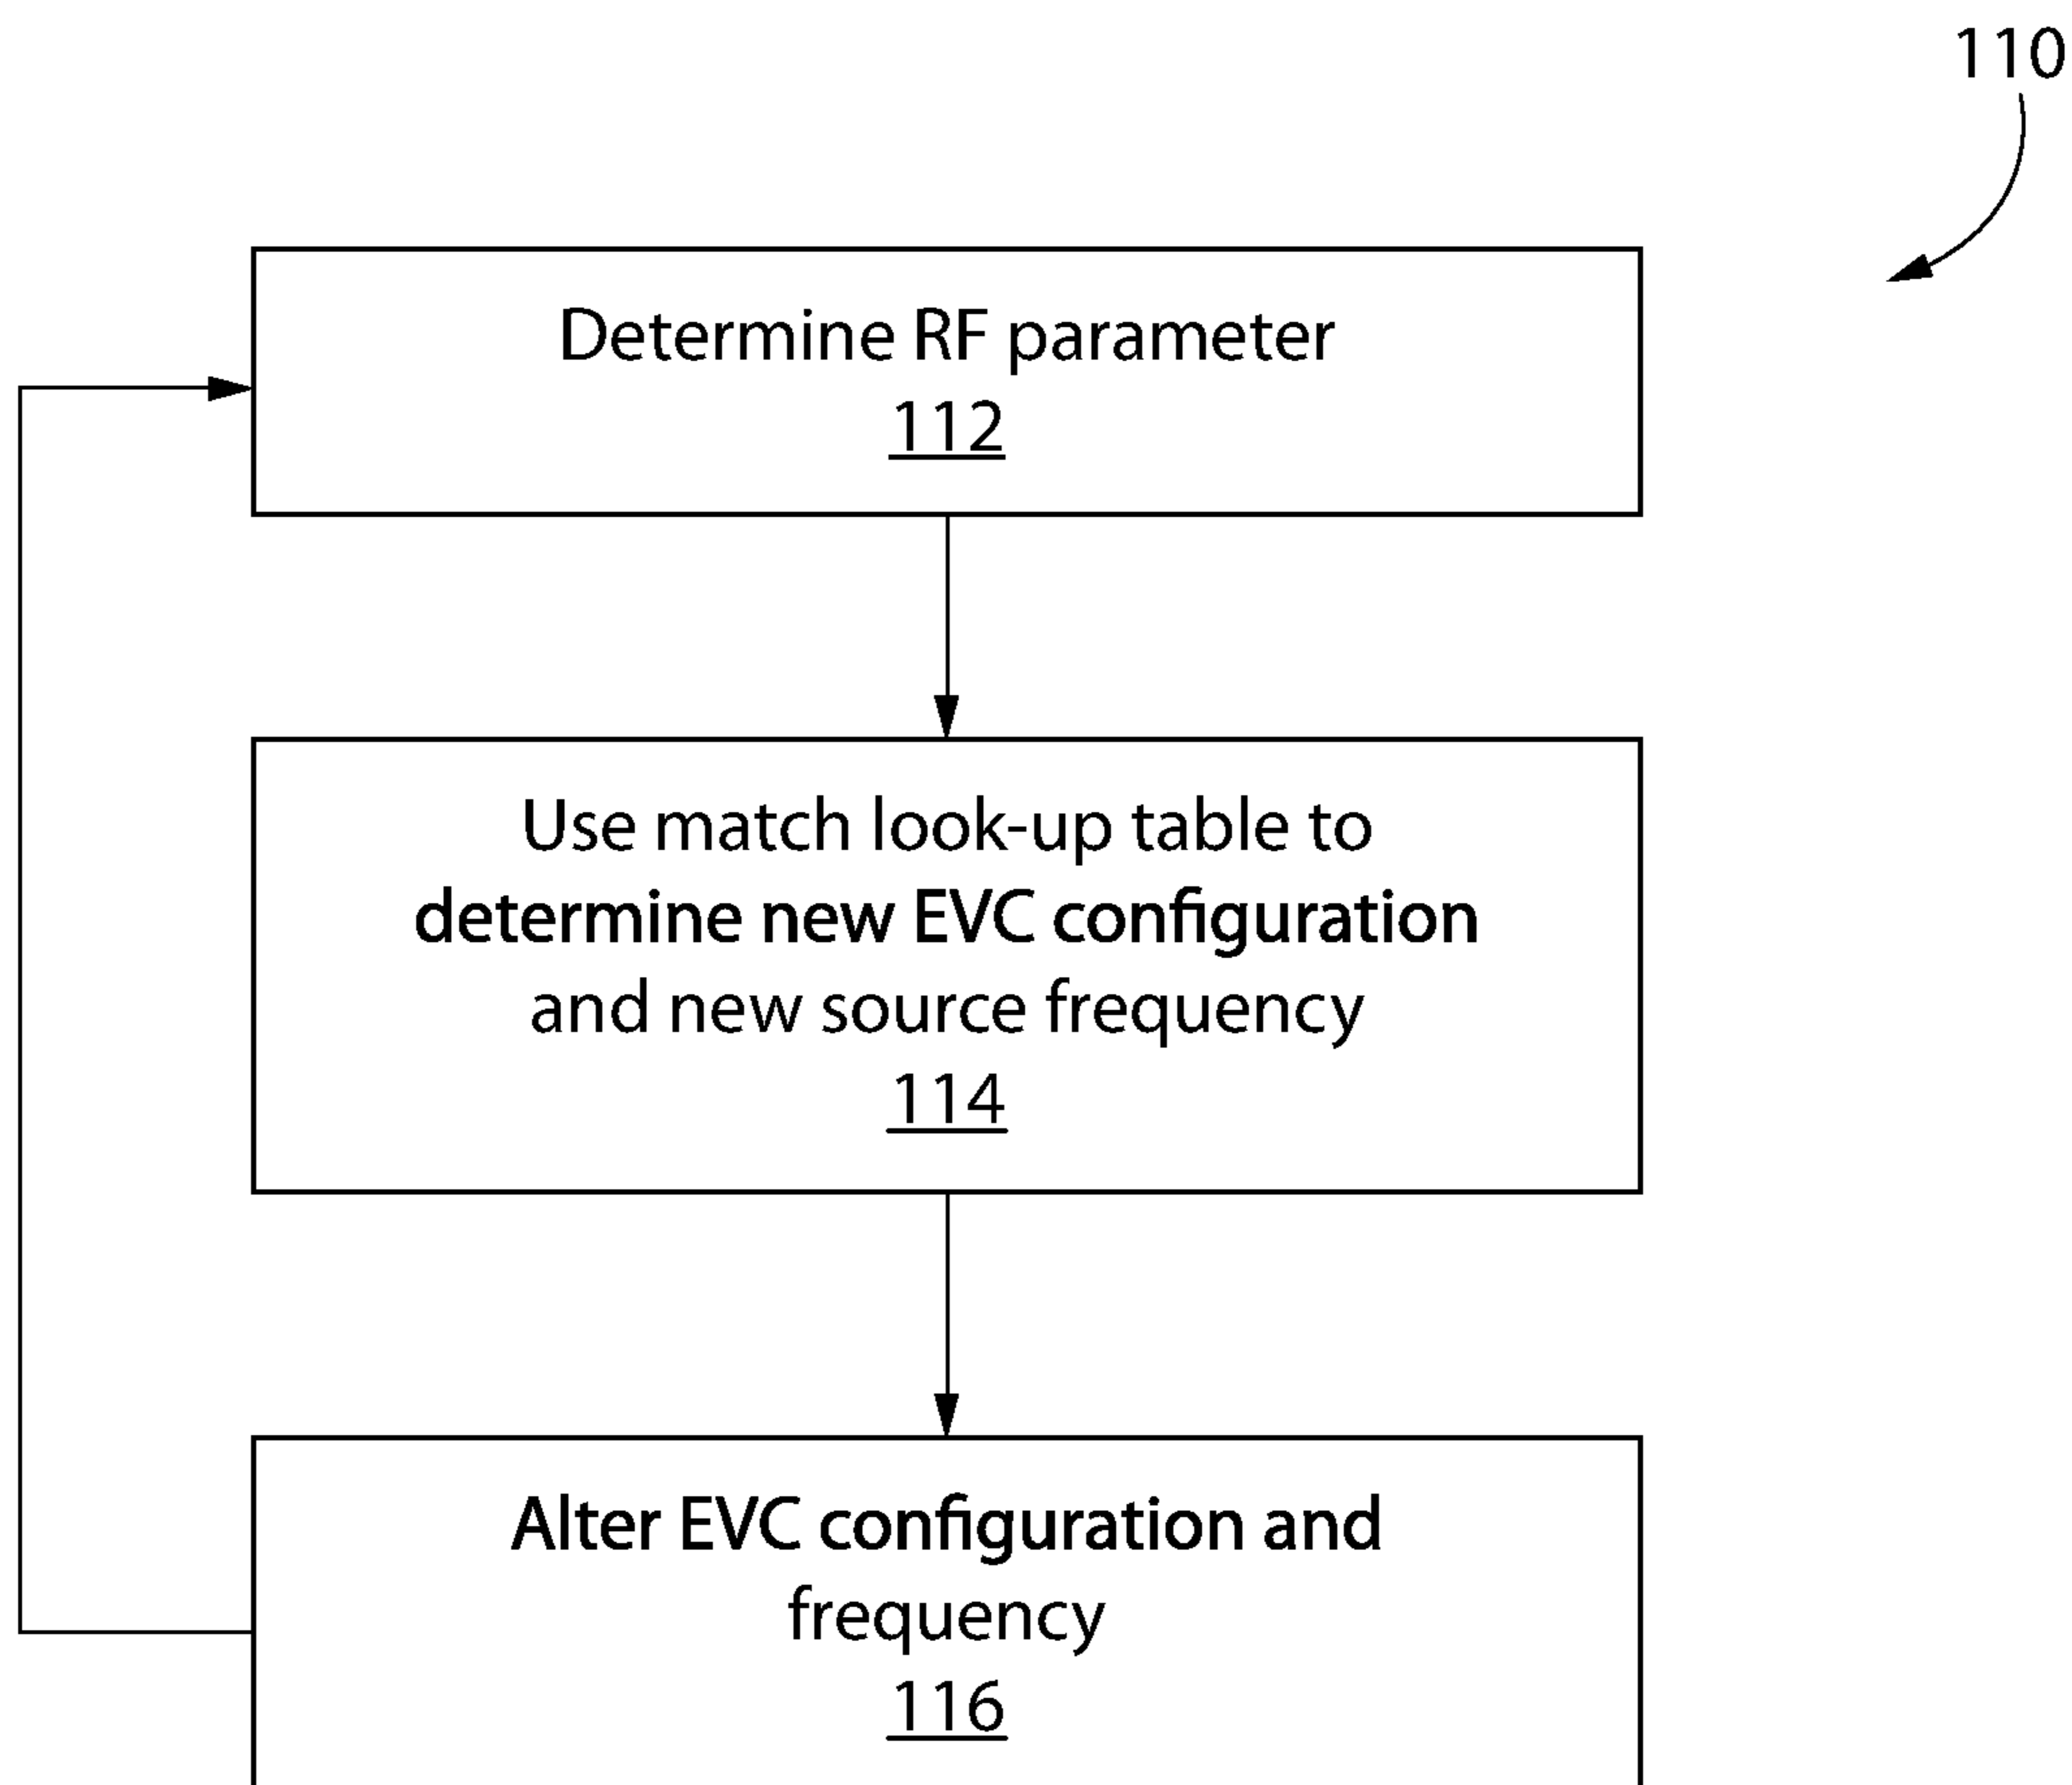 110
Determine RF parameter
112
Use match look-up table to
determine new EVC configuration
and new source frequency
114
Alter EVC configuration and
frequency
116